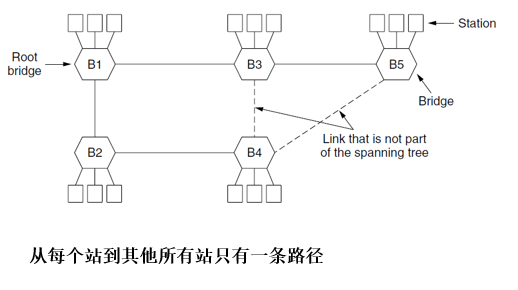 Station
Root
bridge
B1
B3
B5
Bridge
Link that is not part
of the spanning tree
B2
B4
从每个站到其他所有站只有一条路径